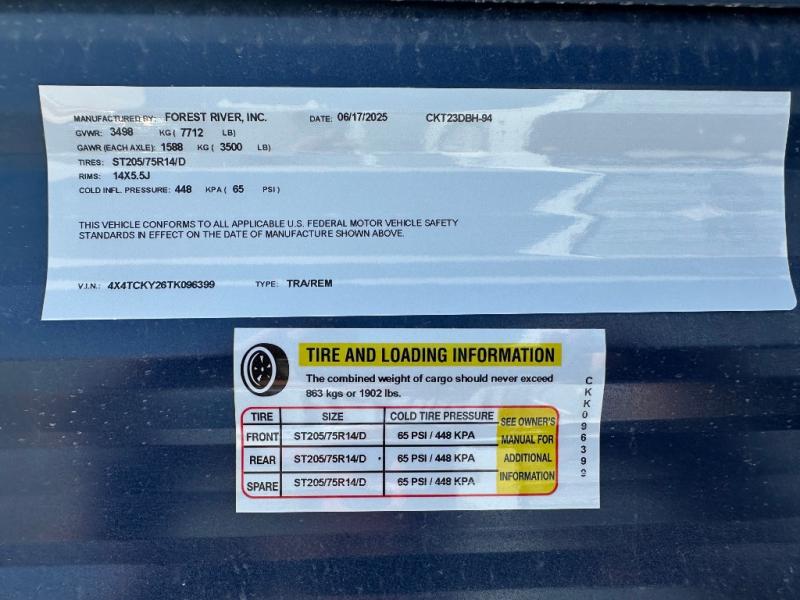 MANUFACTURED BY: FOREST RIVER, INC. DATE: 06/17/2025 CKT23DBH-94
GVWR: 3498 KG ( 7712 LB)
GAWR (EACH AXLE): 1588 KG ( 3500 LB)
TIRES: ST205/75R14/D
RIMS: 14X5.5J
COLD INFL. PRESSURE: 448 KPA ( 65 PSI )
THIS VEHICLE CONFORMS TO ALL APPLICABLE U.S. FEDERAL MOTOR VEHICLE SAFETY
STANDARDS IN EFFECT ON THE DATE OF MANUFACTURE SHOWN ABOVE.
V.I.N.: 4X4TCKY26TK096399 TYPE: TRA/REM
TIRE AND LOADING INFORMATION
The combined weight of cargo should never exceed
863 kgs or 1902 lbs.
TIRE SIZE COLD TIRE PRESSURE
FRONT ST205/75R14/D 65 PSI / 448 KPA
REAR ST205/75R14/D 65 PSI / 448 KPA
SPARE ST205/75R14/D 65 PSI / 448 KPA
SEE OWNER'S
MANUAL FOR
ADDITIONAL
INFORMATION
CKK096399